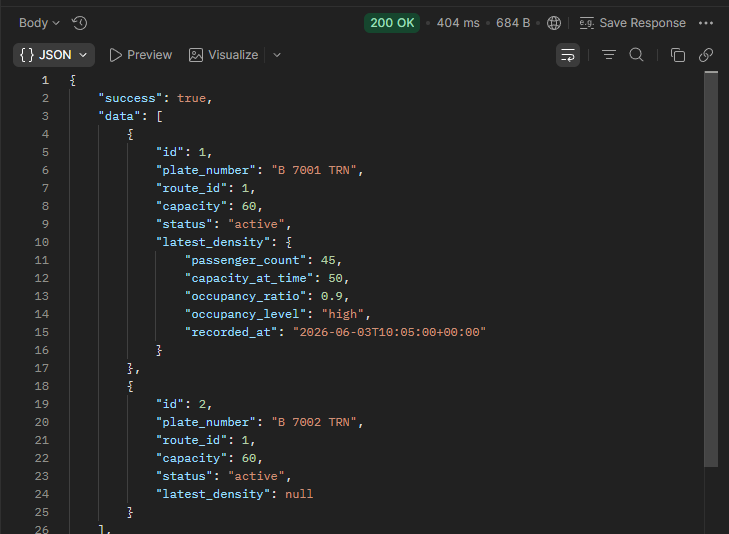 Body 200 OK • 404 ms • 684 B e.g. Save Response
{ } JSON Preview Visualize
1 {
2     "success": true,
3     "data": [
4         {
5             "id": 1,
6             "plate_number": "B 7001 TRN",
7             "route_id": 1,
8             "capacity": 60,
9             "status": "active",
10             "latest_density": {
11                 "passenger_count": 45,
12                 "capacity_at_time": 50,
13                 "occupancy_ratio": 0.9,
14                 "occupancy_level": "high",
15                 "recorded_at": "2026-06-03T10:05:00+00:00"
16             }
17         },
18         {
19             "id": 2,
20             "plate_number": "B 7002 TRN",
21             "route_id": 1,
22             "capacity": 60,
23             "status": "active",
24             "latest_density": null
25         }
26     ],